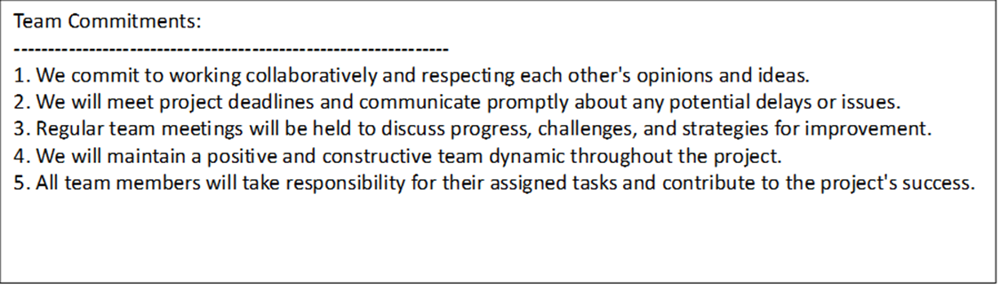 Team Commitments:
----------------------------------------------------------------
1. We commit to working collaboratively and respecting each other's opinions and ideas.
2. We will meet project deadlines and communicate promptly about any potential delays or issues.
3. Regular team meetings will be held to discuss progress, challenges, and strategies for improvement.
4. We will maintain a positive and constructive team dynamic throughout the project.
5. All team members will take responsibility for their assigned tasks and contribute to the project's success.